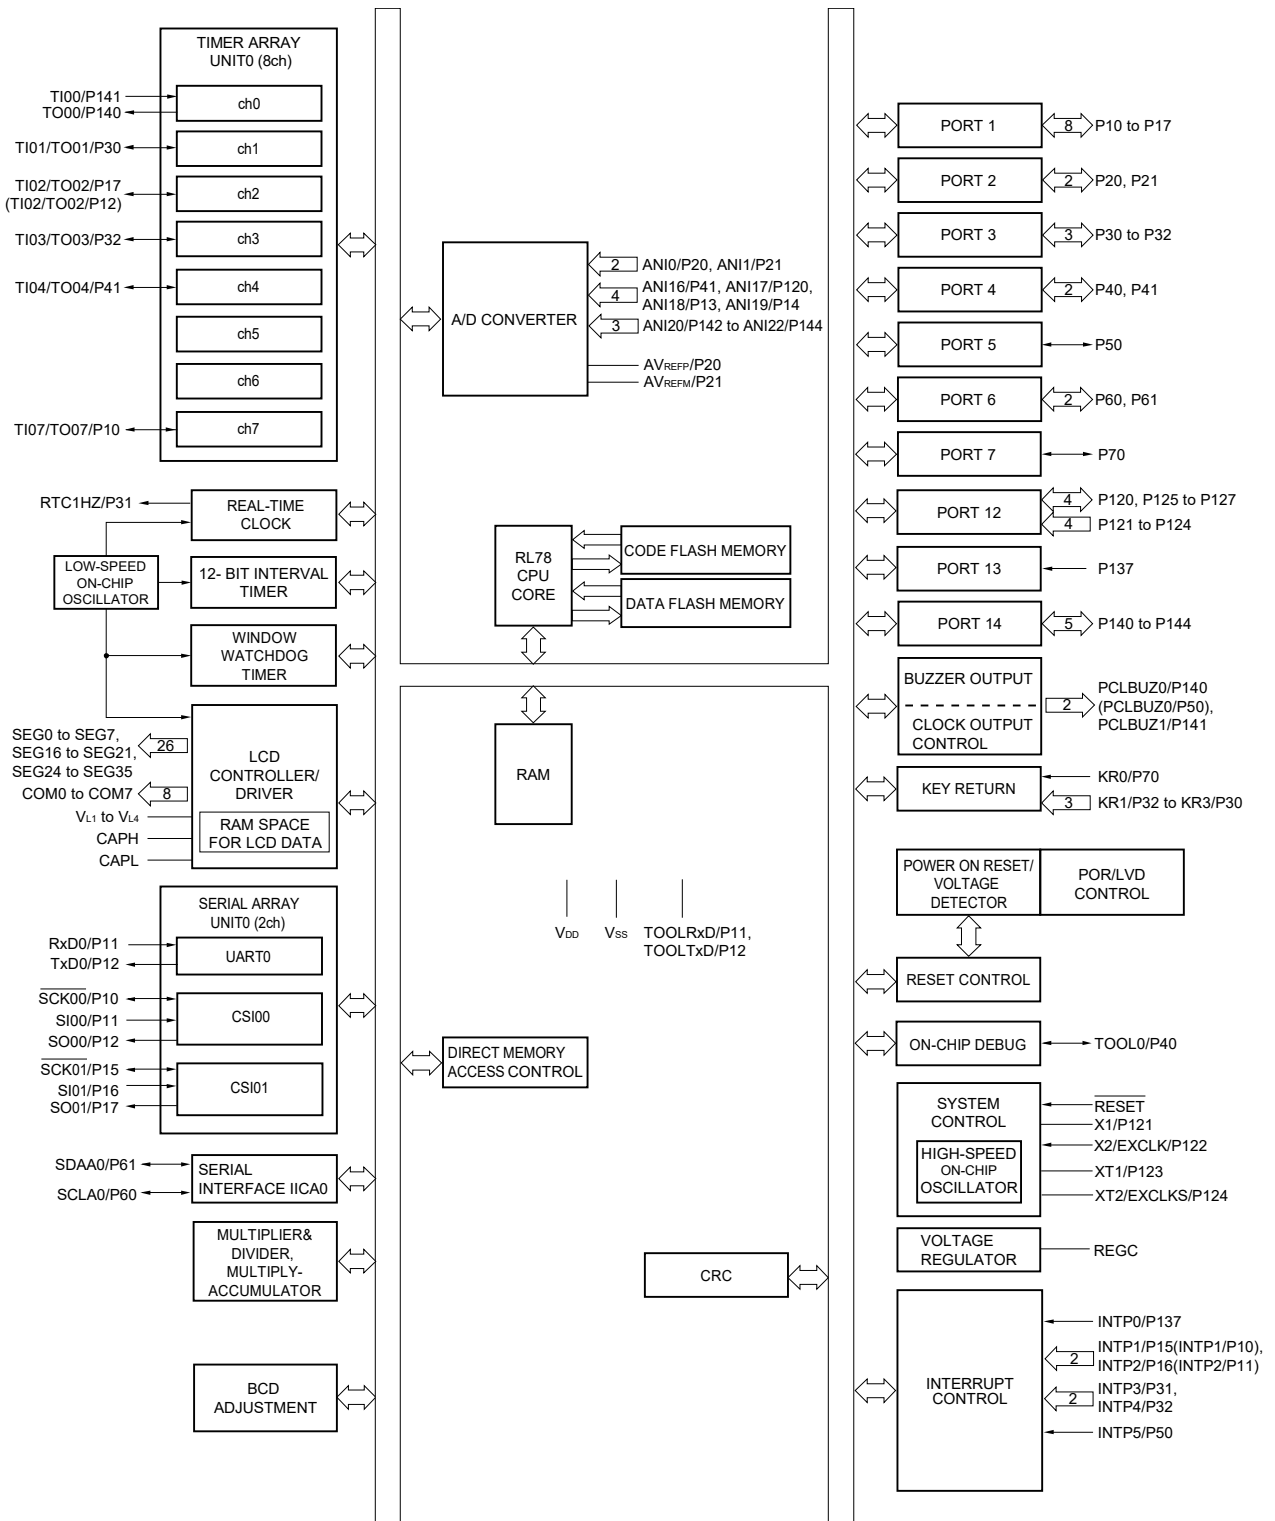 TIMER ARRAY
UNIT0 (8ch)
TI00/P141
TO00/P140
ch0
TI01/TO01/P30
ch1
TI02/TO02/P17
(TI02/TO02/P12)
ch2
TI03/TO03/P32
ch3
TI04/TO04/P41
ch4
ch5
ch6
TI07/TO07/P10
ch7
RTC1HZ/P31
REAL-TIME
CLOCK
LOW-SPEED
ON-CHIP
OSCILLATOR
12- BIT INTERVAL
TIMER
WINDOW
WATCHDOG
TIMER
SEG0 to SEG7,
SEG16 to SEG21,
SEG24 to SEG35
26
COM0 to COM7
8
VL1 to VL4
CAPH
CAPL
LCD
CONTROLLER/
DRIVER
RAM SPACE
FOR LCD DATA
SERIAL ARRAY
UNIT0 (2ch)
RxD0/P11
TxD0/P12
UART0
SCK00/P10
SI00/P11
SO00/P12
CSI00
SCK01/P15
SI01/P16
SO01/P17
CSI01
SDAA0/P61
SCLA0/P60
SERIAL
INTERFACE IICA0
MULTIPLIER&
DIVIDER,
MULTIPLY-
ACCUMULATOR
BCD
ADJUSTMENT
A/D CONVERTER
2
ANI0/P20, ANI1/P21
4
ANI16/P41, ANI17/P120,
ANI18/P13, ANI19/P14
3
ANI20/P142 to ANI22/P144
AVREFP/P20
AVREFM/P21
RL78
CPU
CORE
CODE FLASH MEMORY
DATA FLASH MEMORY
RAM
VDD
VSS
TOOLRxD/P11,
TOOLTxD/P12
DIRECT MEMORY
ACCESS CONTROL
CRC
PORT 1
8
P10 to P17
PORT 2
2
P20, P21
PORT 3
3
P30 to P32
PORT 4
2
P40, P41
PORT 5
P50
PORT 6
2
P60, P61
PORT 7
P70
PORT 12
4
P120, P125 to P127
4
P121 to P124
PORT 13
P137
PORT 14
5
P140 to P144
BUZZER OUTPUT
CLOCK OUTPUT
CONTROL
2
PCLBUZ0/P140
(PCLBUZ0/P50),
PCLBUZ1/P141
KEY RETURN
KR0/P70
3
KR1/P32 to KR3/P30
POWER ON RESET/
VOLTAGE
DETECTOR
POR/LVD
CONTROL
RESET CONTROL
ON-CHIP DEBUG
TOOL0/P40
SYSTEM
CONTROL
HIGH-SPEED
ON-CHIP
OSCILLATOR
RESET
X1/P121
X2/EXCLK/P122
XT1/P123
XT2/EXCLKS/P124
VOLTAGE
REGULATOR
REGC
INTERRUPT
CONTROL
INTP0/P137
2
INTP1/P15(INTP1/P10),
INTP2/P16(INTP2/P11)
2
INTP3/P31,
INTP4/P32
INTP5/P50